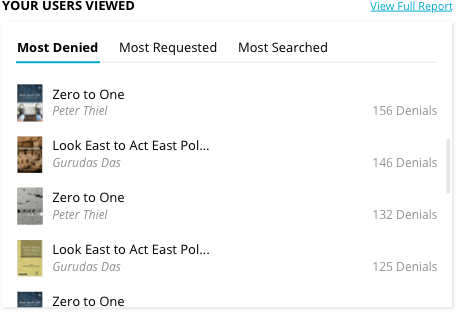 YOUR USERS VIEWED
View Full Report
Most Denied Most Requested Most Searched
Zero to One
Peter Thiel
156 Denials
Look East to Act East Pol...
Gurudas Das
146 Denials
Zero to One
Peter Thiel
132 Denials
Look East to Act East Pol...
Gurudas Das
125 Denials
Zero to One